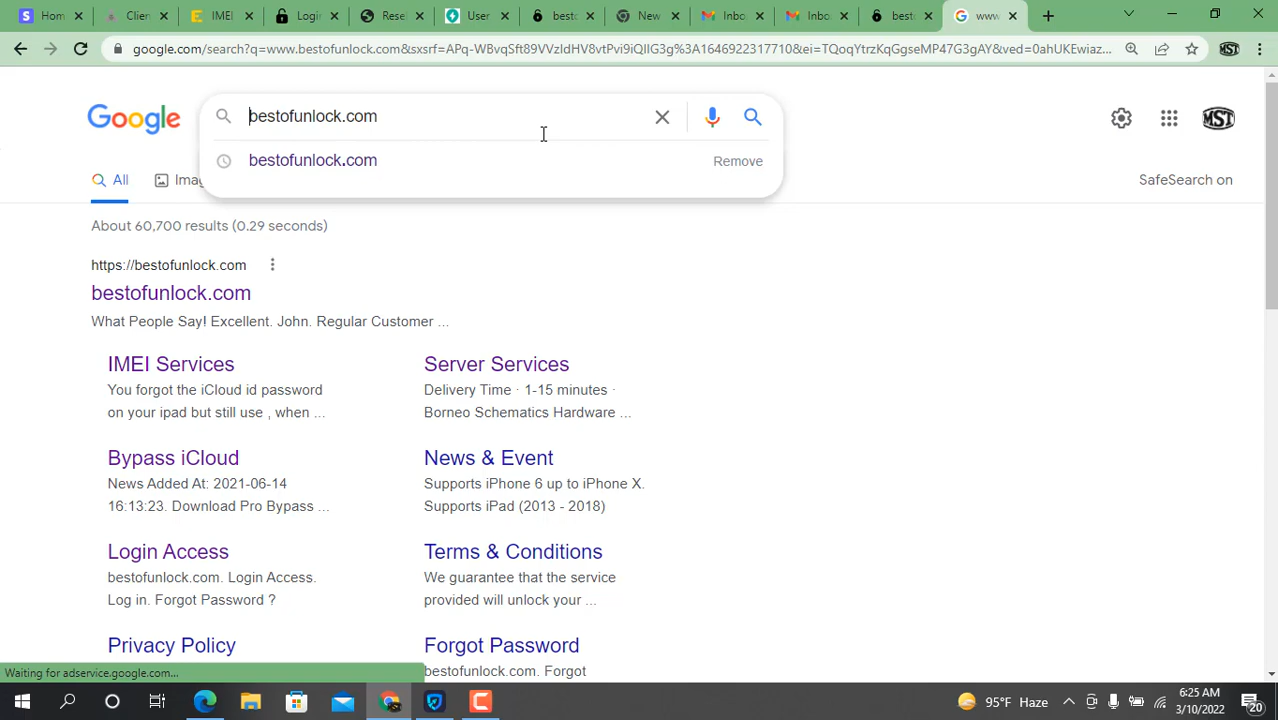 Hom
Clien
IMEI
Login
Rese
User
besto
New
Inbo
Inbo
besto
www
google.com/search?q=www.bestofunlock.com&sxsrf=APq-WBvqSft89VVzIdHV8vtPvi9iQIIG3g%3A1646922317710&ei=TQoqYtrzKqGgseMP47G3gAY&ved=0ahUKEwiaz...
Google
bestofunlock.com
MST
bestofunlock.com
Remove
All
Imag
SafeSearch on
About 60,700 results (0.29 seconds)
https://bestofunlock.com
bestofunlock.com
What People Say! Excellent. John. Regular Customer ...
IMEI Services
You forgot the iCloud id password
on your ipad but still use , when ...
Server Services
Delivery Time · 1-15 minutes ·
Borneo Schematics Hardware ...
Bypass iCloud
News Added At: 2021-06-14
16:13:23. Download Pro Bypass ...
News & Event
Supports iPhone 6 up to iPhone X.
Supports iPad (2013 - 2018)
Login Access
bestofunlock.com. Login Access.
Log in. Forgot Password ?
Terms & Conditions
We guarantee that the service
provided will unlock your ...
Privacy Policy
Forgot Password
bestofunlock.com. Forgot
Waiting for adservice.google.com...
95°F Haze
6:25 AM
3/10/2022
20